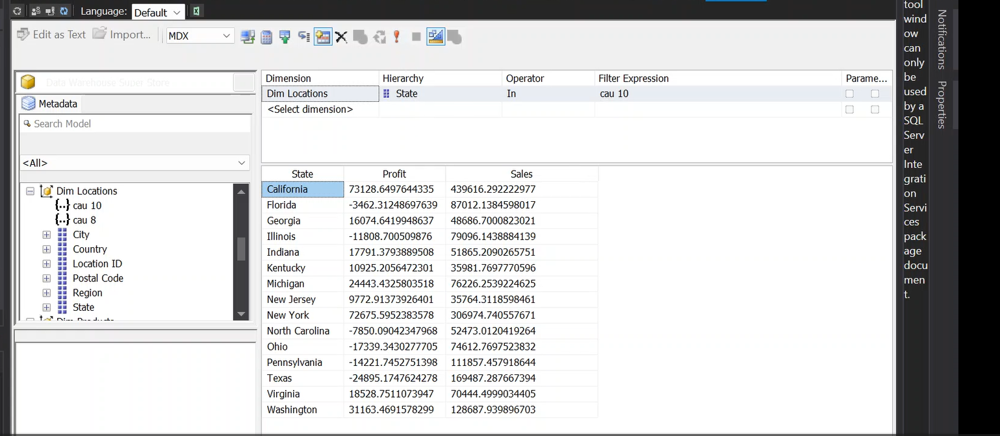 Language: Default
Edit as Text Import... MDX
Data Warehouse Super Store
Metadata
Search Model
<All>
Dim Locations
cau 10
cau 8
City
Country
Location ID
Postal Code
Region
State
Dim Products
Dimension Hierarchy Operator Filter Expression Parame...
Dim Locations State In cau 10
<Select dimension>
State Profit Sales
California 73128.6497644335 439616.292222977
Florida -3462.31248697639 87012.1384598017
Georgia 16074.6419948637 48686.7000823021
Illinois -11808.700509876 79096.1438884139
Indiana 17791.3793889508 51865.2090265751
Kentucky 10925.2056472301 35981.7697770596
Michigan 24443.4325803518 76226.2539224625
New Jersey 9772.91373926401 35764.3118598461
New York 72675.5952383578 306974.740557671
North Carolina -7850.09042347968 52473.0120419264
Ohio -17339.3430277705 74612.7697523832
Pennsylvania -14221.7452751398 111857.457918644
Texas -24895.1747624278 169487.287667394
Virginia 18528.7511073947 70444.4999034405
Washington 31163.4691578299 128687.939896703
tool
wind
ow
can
only
be
used
by a
SQL
Serv
er
Inte
grati
on
Servi
ces
pack
age
docu
men
t.
Notifications
Properties